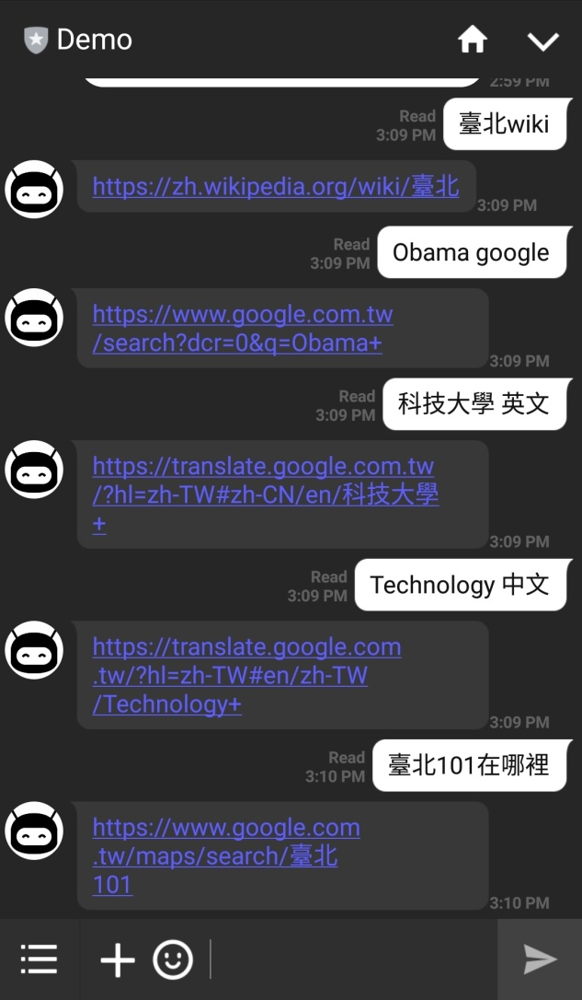 Demo
2:59 PM
Read
3:09 PM
臺北wiki
https://zh.wikipedia.org/wiki/臺北
3:09 PM
Read
3:09 PM
Obama google
https://www.google.com.tw
/search?dcr=0&q=Obama+
3:09 PM
Read
3:09 PM
科技大學 英文
https://translate.google.com.tw
/?hl=zh-TW#zh-CN/en/科技大學
+
3:09 PM
Read
3:09 PM
Technology 中文
https://translate.google.com
.tw/?hl=zh-TW#en/zh-TW
/Technology+
3:09 PM
Read
3:10 PM
臺北101在哪裡
https://www.google.com
.tw/maps/search/臺北
101
3:10 PM